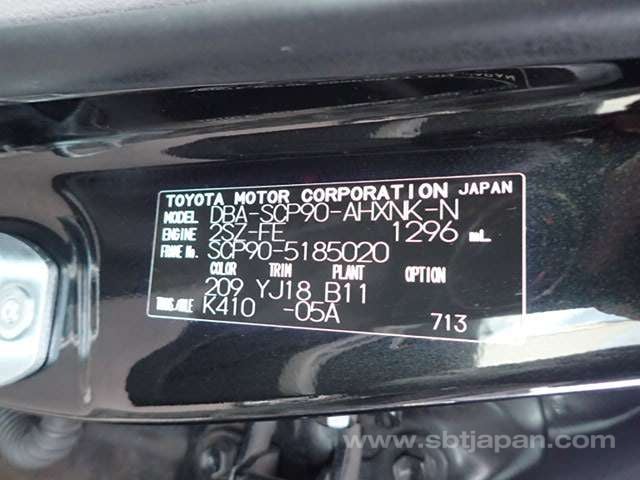 TOYOTA MOTOR CORPORATION JAPAN
MODEL DBA-SCP90-AHXNK-N
ENGINE 2SZ-FE 1296 mL
FRAME No. SCP90-5185020
COLOR TRIM PLANT OPTION
209 YJ18 B11
TRNS/AXLE K410 -05A 713
www.sbtjapan.com